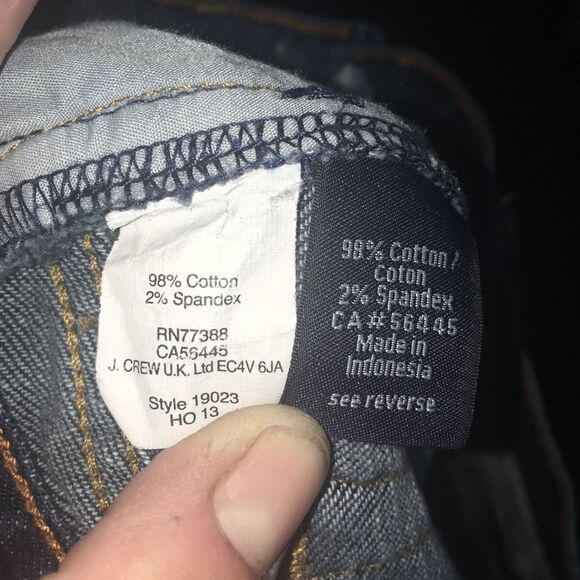 98% Cotton
2% Spandex
RN77388
CA56445
J. CREW U.K. Ltd EC4V 6JA
Style 19023
HO 13
98% Cotton /
Coton
2% Spandex
CA#56445
Made in
Indonesia
see reverse